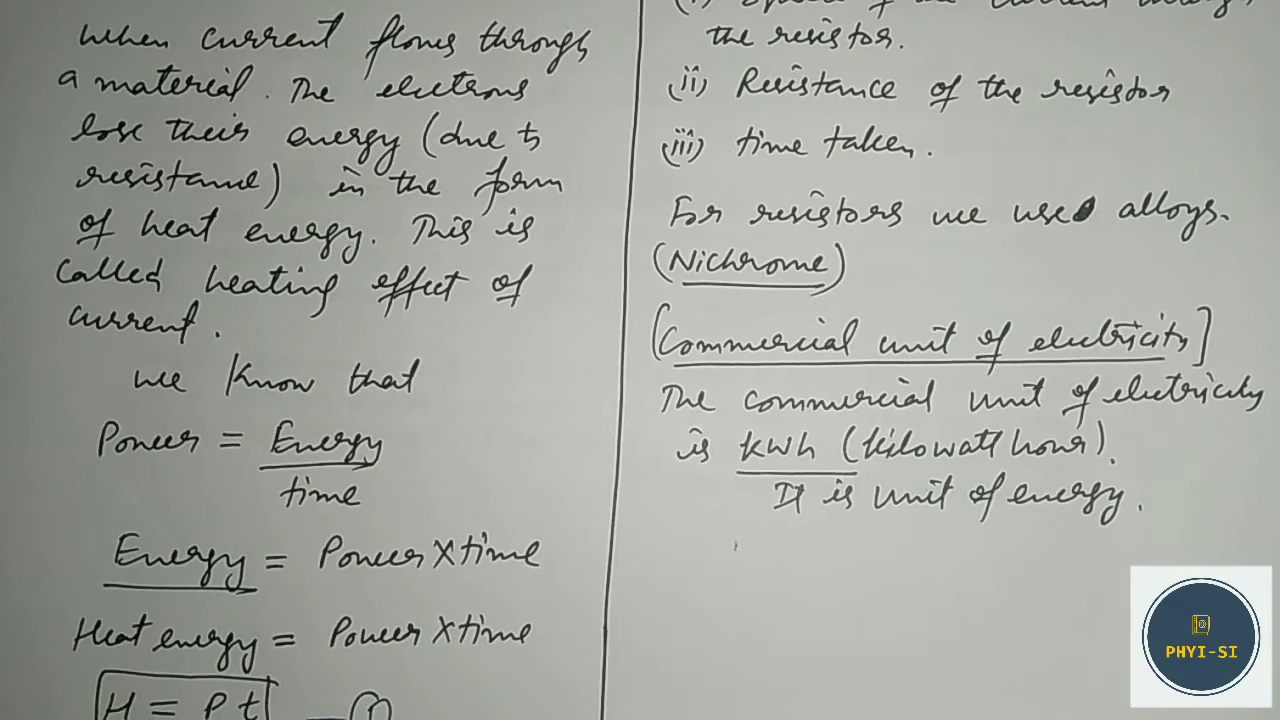 When current flows through
a material. The electrons
lose their energy (due to
resistance) in the form
of heat energy. This is
called heating effect of
current.
we know that
Power = Energy
time
Energy = Power X time
Heat energy = Power X time
H = P t — (1)
the resistor.
(ii) Resistance of the resistor
(iii) time taken.
For resistors we use alloys.
(Nichrome)
[Commercial unit of electricity]
The commercial unit of electricity
is kWh (kilowatt hour).
It is unit of energy.
PHYI-SI